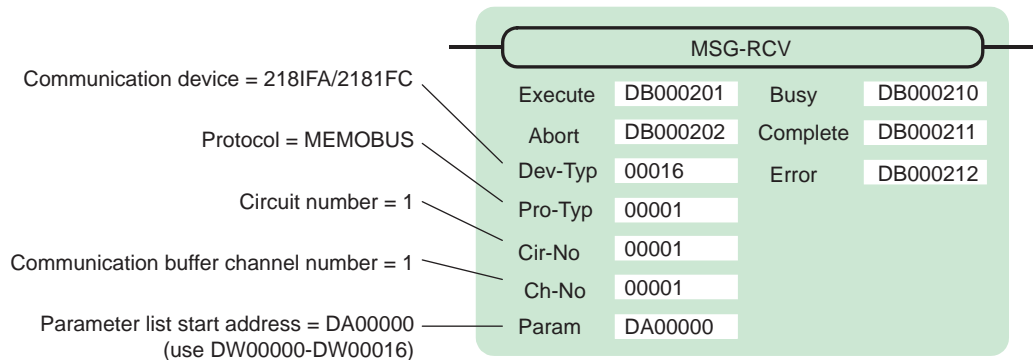 MSG-RCV
Communication device = 218IFA/2181FC
Execute DB000201 Busy DB000210
Protocol = MEMOBUS
Abort DB000202 Complete DB000211
Dev-Typ 00016 Error DB000212
Circuit number = 1
Pro-Typ 00001
Communication buffer channel number = 1
Cir-No 00001
Ch-No 00001
Parameter list start address = DA00000
(use DW00000-DW00016)
Param DA00000